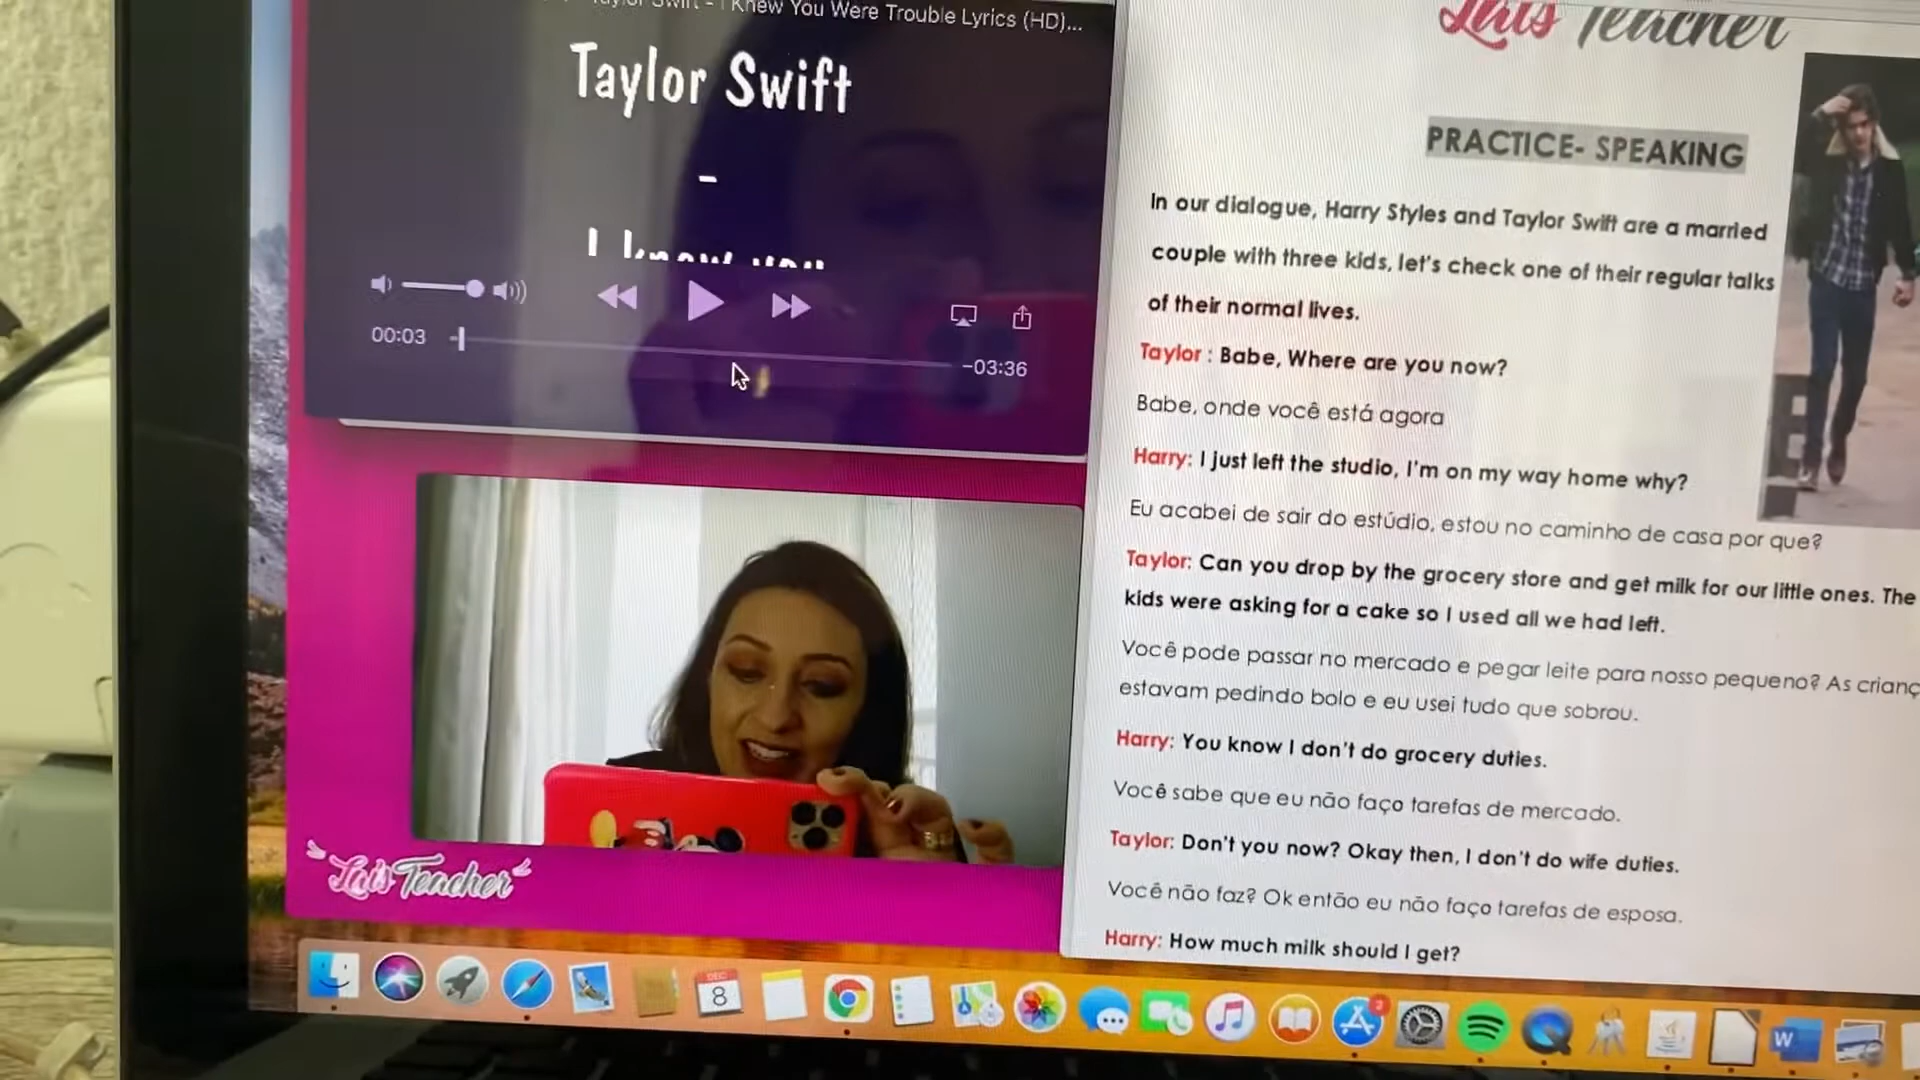 Taylor Swift - I Knew You Were Trouble Lyrics (HD)...
Taylor Swift
-
I knew you
00:03
-03:36
Lais Teacher
DEC
8
2
W
Lais Teacher
PRACTICE- SPEAKING
In our dialogue, Harry Styles and Taylor Swift are a married
couple with three kids, let's check one of their regular talks
of their normal lives.
Taylor : Babe, Where are you now?
Babe, onde você está agora
Harry: I just left the studio, I'm on my way home why?
Eu acabei de sair do estúdio, estou no caminho de casa por que?
Taylor: Can you drop by the grocery store and get milk for our little ones. The
kids were asking for a cake so I used all we had left.
Você pode passar no mercado e pegar leite para nosso pequeno? As crianç
estavam pedindo bolo e eu usei tudo que sobrou.
Harry: You know I don't do grocery duties.
Você sabe que eu não faço tarefas de mercado.
Taylor: Don't you now? Okay then, I don't do wife duties.
Você não faz? Ok então eu não faço tarefas de esposa.
Harry: How much milk should I get?